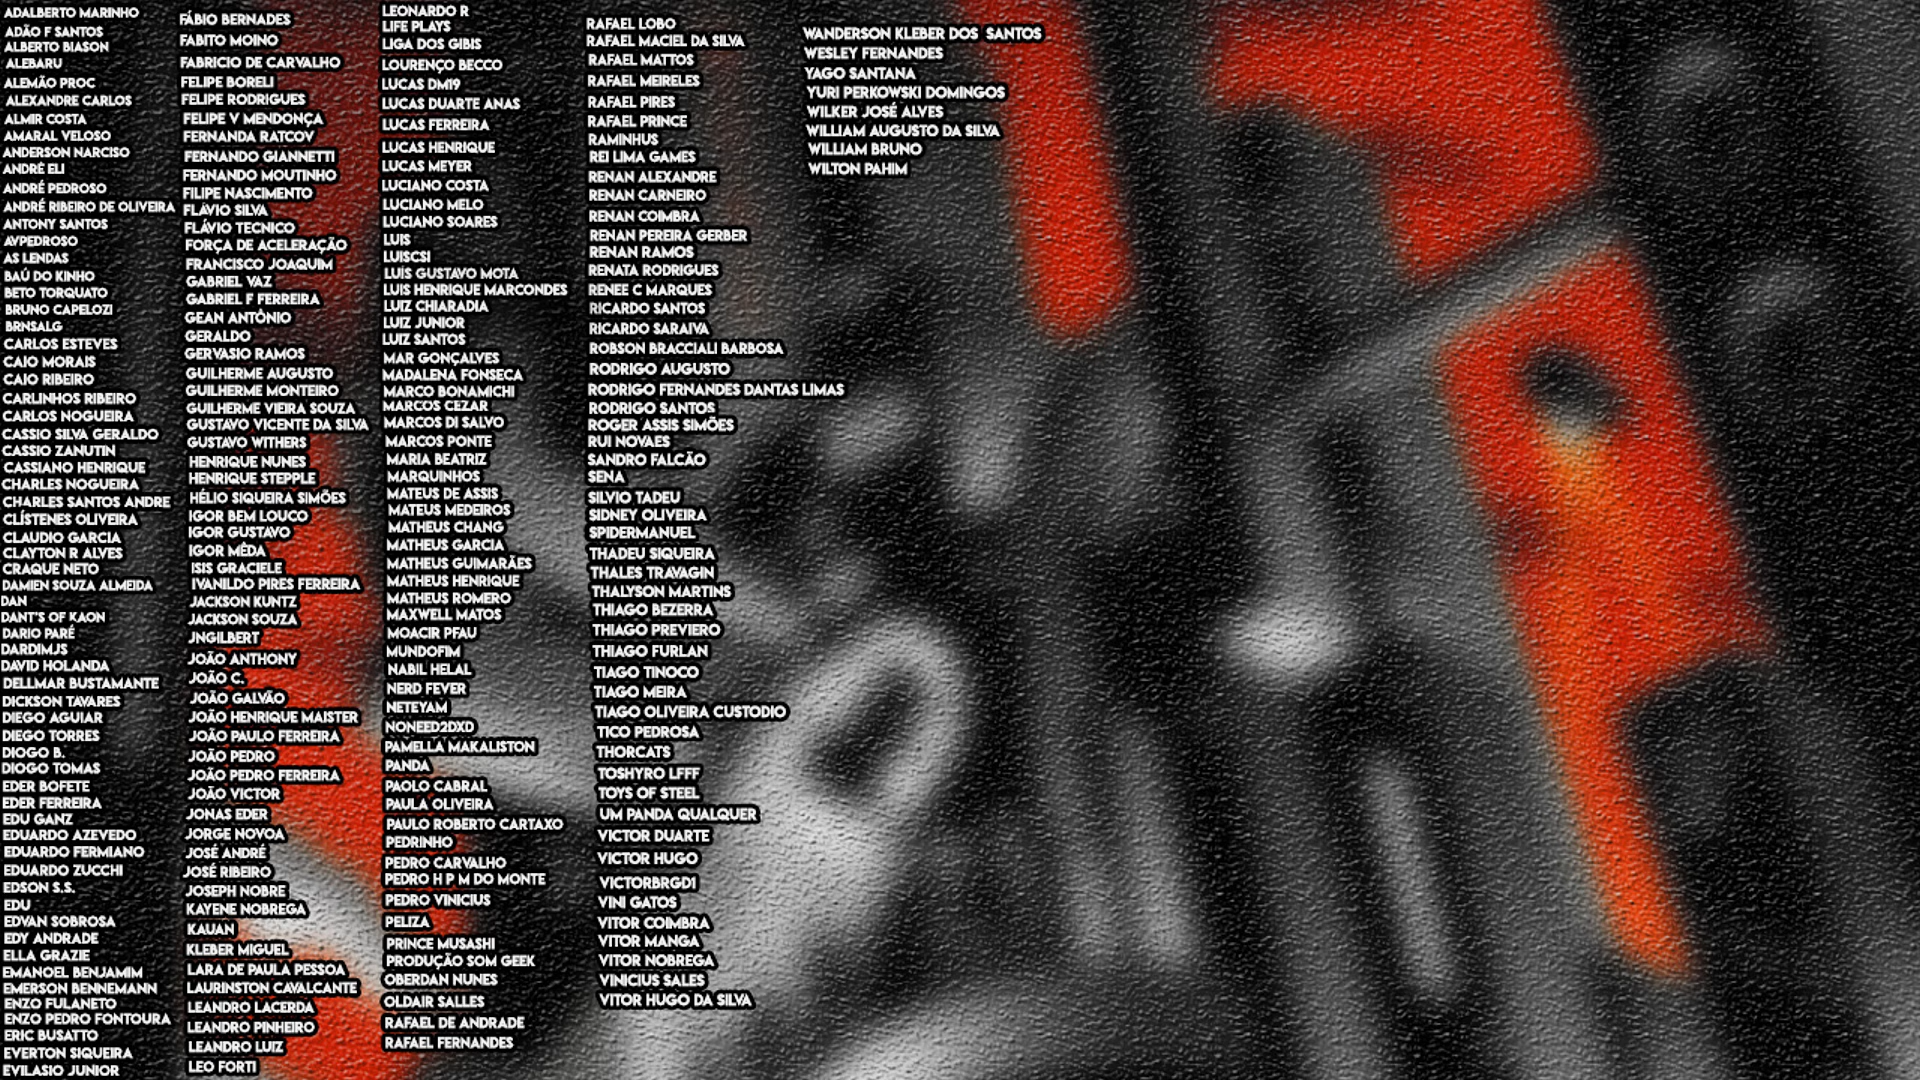 ADALBERTO MARINHO
ADÃO F SANTOS
ALBERTO BIASON
ALEBARU
ALEMÃO PROC
ALEXANDRE CARLOS
ALMIR COSTA
AMARAL VELOSO
ANDERSON NARCISO
ANDRÉ ELI
ANDRÉ PEDROSO
ANDRÉ RIBEIRO DE OLIVEIRA
ANTONY SANTOS
AVPEDROSO
AS LENDAS
BAÚ DO KINHO
BETO TORQUATO
BRUNO CAPELOZI
BRNSALG
CARLOS ESTEVES
CAIO MORAIS
CAIO RIBEIRO
CARLINHOS RIBEIRO
CARLOS NOGUEIRA
CASSIO SILVA GERALDO
CASSIO ZANUTIN
CASSIANO HENRIQUE
CHARLES NOGUEIRA
CHARLES SANTOS ANDRE
CLÍSTENES OLIVEIRA
CLAUDIO GARCIA
CLAYTON R ALVES
CRAQUE NETO
DAMIEN SOUZA ALMEIDA
DAN
DANT'S OF KAON
DARIO PARÉ
DARDIMJS
DAVID HOLANDA
DELLMAR BUSTAMANTE
DICKSON TAVARES
DIEGO AGUIAR
DIEGO TORRES
DIOGO B.
DIOGO TOMAS
EDER BOFETE
EDER FERREIRA
EDU GANZ
EDUARDO AZEVEDO
EDUARDO FERMIANO
EDUARDO ZUCCHI
EDSON S.S.
EDU
EDVAN SOBROSA
EDY ANDRADE
ELLA GRAZIE
EMANOEL BENJAMIM
EMERSON BENNEMANN
ENZO FULANETO
ENZO PEDRO FONTOURA
ERIC BUSATTO
EVERTON SIQUEIRA
EVILASIO JUNIOR
FÁBIO BERNADES
FABITO MOINO
FABRICIO DE CARVALHO
FELIPE BORELI
FELIPE RODRIGUES
FELIPE V MENDONÇA
FERNANDA RATCOV
FERNANDO GIANNETTI
FERNANDO MOUTINHO
FILIPE NASCIMENTO
FLÁVIO SILVA
FLÁVIO TECNICO
FORÇA DE ACELERAÇÃO
FRANCISCO JOAQUIM
GABRIEL VAZ
GABRIEL F FERREIRA
GEAN ANTÔNIO
GERALDO
GERVASIO RAMOS
GUILHERME AUGUSTO
GUILHERME MONTEIRO
GUILHERME VIEIRA SOUZA
GUSTAVO VICENTE DA SILVA
GUSTAVO WITHERS
HENRIQUE NUNES
HENRIQUE STEPPLE
HÉLIO SIQUEIRA SIMÕES
IGOR BEM LOUCO
IGOR GUSTAVO
IGOR MÊDA
ISIS GRACIELE
IVANILDO PIRES FERREIRA
JACKSON KUNTZ
JACKSON SOUZA
JNGILBERT
JOÃO ANTHONY
JOÃO C.
JOÃO GALVÃO
JOÃO HENRIQUE MAISTER
JOÃO PAULO FERREIRA
JOÃO PEDRO
JOÃO PEDRO FERREIRA
JOÃO VICTOR
JONAS EDER
JORGE NOVOA
JOSÉ ANDRÉ
JOSÉ RIBEIRO
JOSEPH NOBRE
KAYENE NOBREGA
KAUAN
KLEBER MIGUEL
LARA DE PAULA PESSOA
LAURINSTON CAVALCANTE
LEANDRO LACERDA
LEANDRO PINHEIRO
LEANDRO LUIZ
LEO FORTI
LEONARDO R
LIFE PLAYS
LIGA DOS GIBIS
LOURENÇO BECCO
LUCAS DM19
LUCAS DUARTE ANAS
LUCAS FERREIRA
LUCAS HENRIQUE
LUCAS MEYER
LUCIANO COSTA
LUCIANO MELO
LUCIANO SOARES
LUIS
LUISCSI
LUÍS GUSTAVO MOTA
LUIS HENRIQUE MARCONDES
LUIZ CHIARADIA
LUIZ JUNIOR
LUIZ SANTOS
MAR GONÇALVES
MADALENA FONSECA
MARCO BONAMICHI
MARCOS CEZAR
MARCOS DI SALVO
MARCOS PONTE
MARIA BEATRIZ
MARQUINHOS
MATEUS DE ASSIS
MATEUS MEDEIROS
MATHEUS CHANG
MATHEUS GARCIA
MATHEUS GUIMARÃES
MATHEUS HENRIQUE
MATHEUS ROMERO
MAXWELL MATOS
MOACIR PFAU
MUNDOFIM
NABIL HELAL
NERD FEVER
NETEYAM
NONEED2DXD
PAMELLA MAKALISTON
PANDA
PAOLO CABRAL
PAULA OLIVEIRA
PAULO ROBERTO CARTAXO
PEDRINHO
PEDRO CARVALHO
PEDRO H P M DO MONTE
PEDRO VINICIUS
PELIZA
PRINCE MUSASHI
PRODUÇÃO SOM GEEK
OBERDAN NUNES
OLDAIR SALLES
RAFAEL DE ANDRADE
RAFAEL FERNANDES
RAFAEL LOBO
RAFAEL MACIEL DA SILVA
RAFAEL MATTOS
RAFAEL MEIRELES
RAFAEL PIRES
RAFAEL PRINCE
RAMINHUS
REI LIMA GAMES
RENAN ALEXANDRE
RENAN CARNEIRO
RENAN COIMBRA
RENAN PEREIRA GERBER
RENAN RAMOS
RENATA RODRIGUES
RENEE C MARQUES
RICARDO SANTOS
RICARDO SARAIVA
ROBSON BRACCIALI BARBOSA
RODRIGO AUGUSTO
RODRIGO FERNANDES DANTAS LIMAS
RODRIGO SANTOS
ROGER ASSIS SIMÕES
RUI NOVAES
SANDRO FALCÃO
SENA
SILVIO TADEU
SIDNEY OLIVEIRA
SPIDERMANUEL
THADEU SIQUEIRA
THALES TRAVAGIN
THALYSON MARTINS
THIAGO BEZERRA
THIAGO PREVIERO
THIAGO FURLAN
TIAGO TINOCO
TIAGO MEIRA
TIAGO OLIVEIRA CUSTODIO
TICO PEDROSA
THORCATS
TOSHYRO LFFF
TOYS OF STEEL
UM PANDA QUALQUER
VICTOR DUARTE
VICTOR HUGO
VICTORBRGD1
VINI GATOS
VITOR COIMBRA
VITOR MANGA
VITOR NOBREGA
VINICIUS SALES
VITOR HUGO DA SILVA
WANDERSON KLEBER DOS SANTOS
WESLEY FERNANDES
YAGO SANTANA
YURI PERKOWSKI DOMINGOS
WILKER JOSÉ ALVES
WILLIAM AUGUSTO DA SILVA
WILLIAM BRUNO
WILTON PAHIM